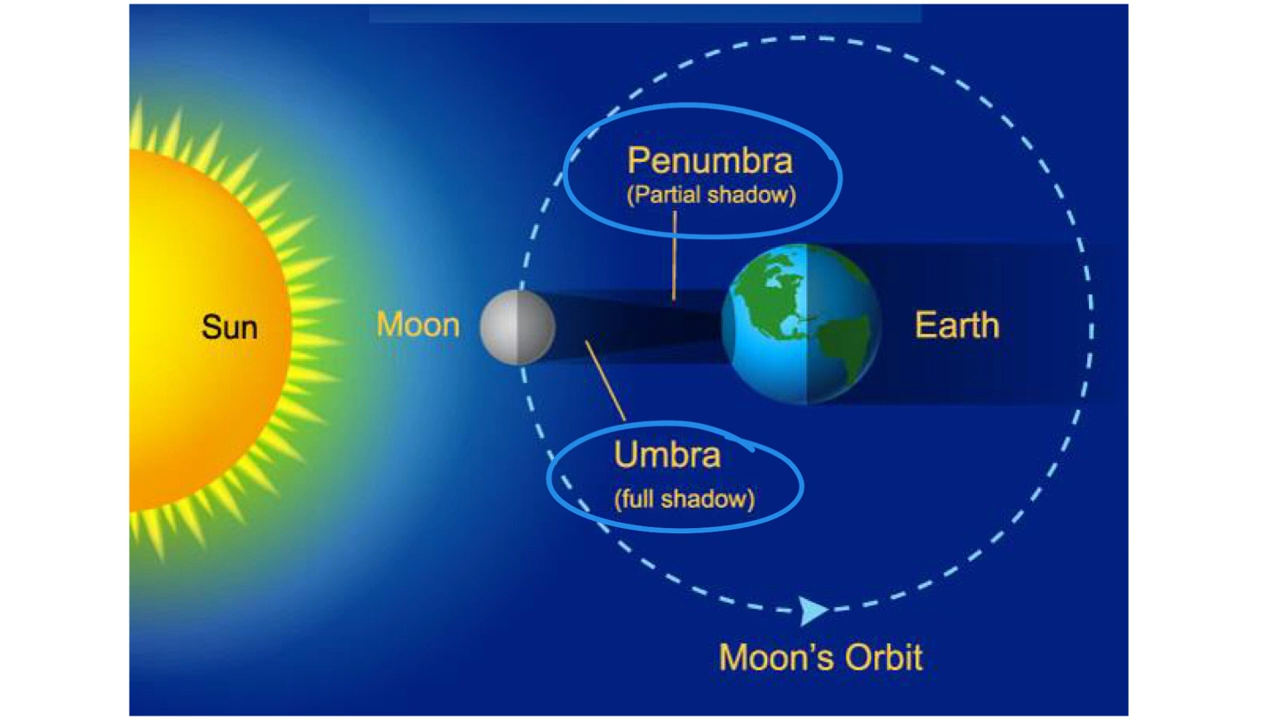 Penumbra
(Partial shadow)
Sun
Moon
Earth
Umbra
(full shadow)
Moon's Orbit